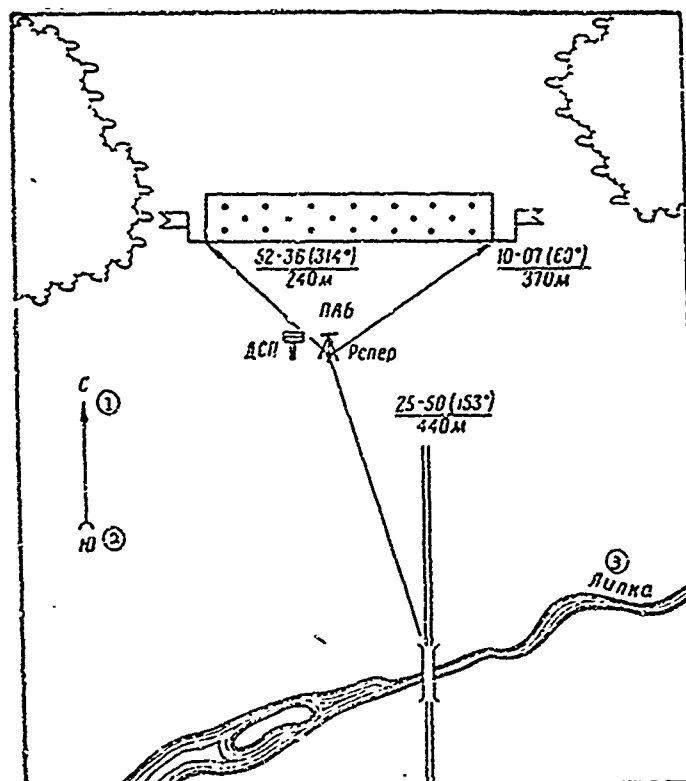 52-36 (314°)
240м
10-07 (60°)
370м
ПАБ
ДСП
Рспер
25-50 (153°)
440м
С ①
Ю ②
③
Липка